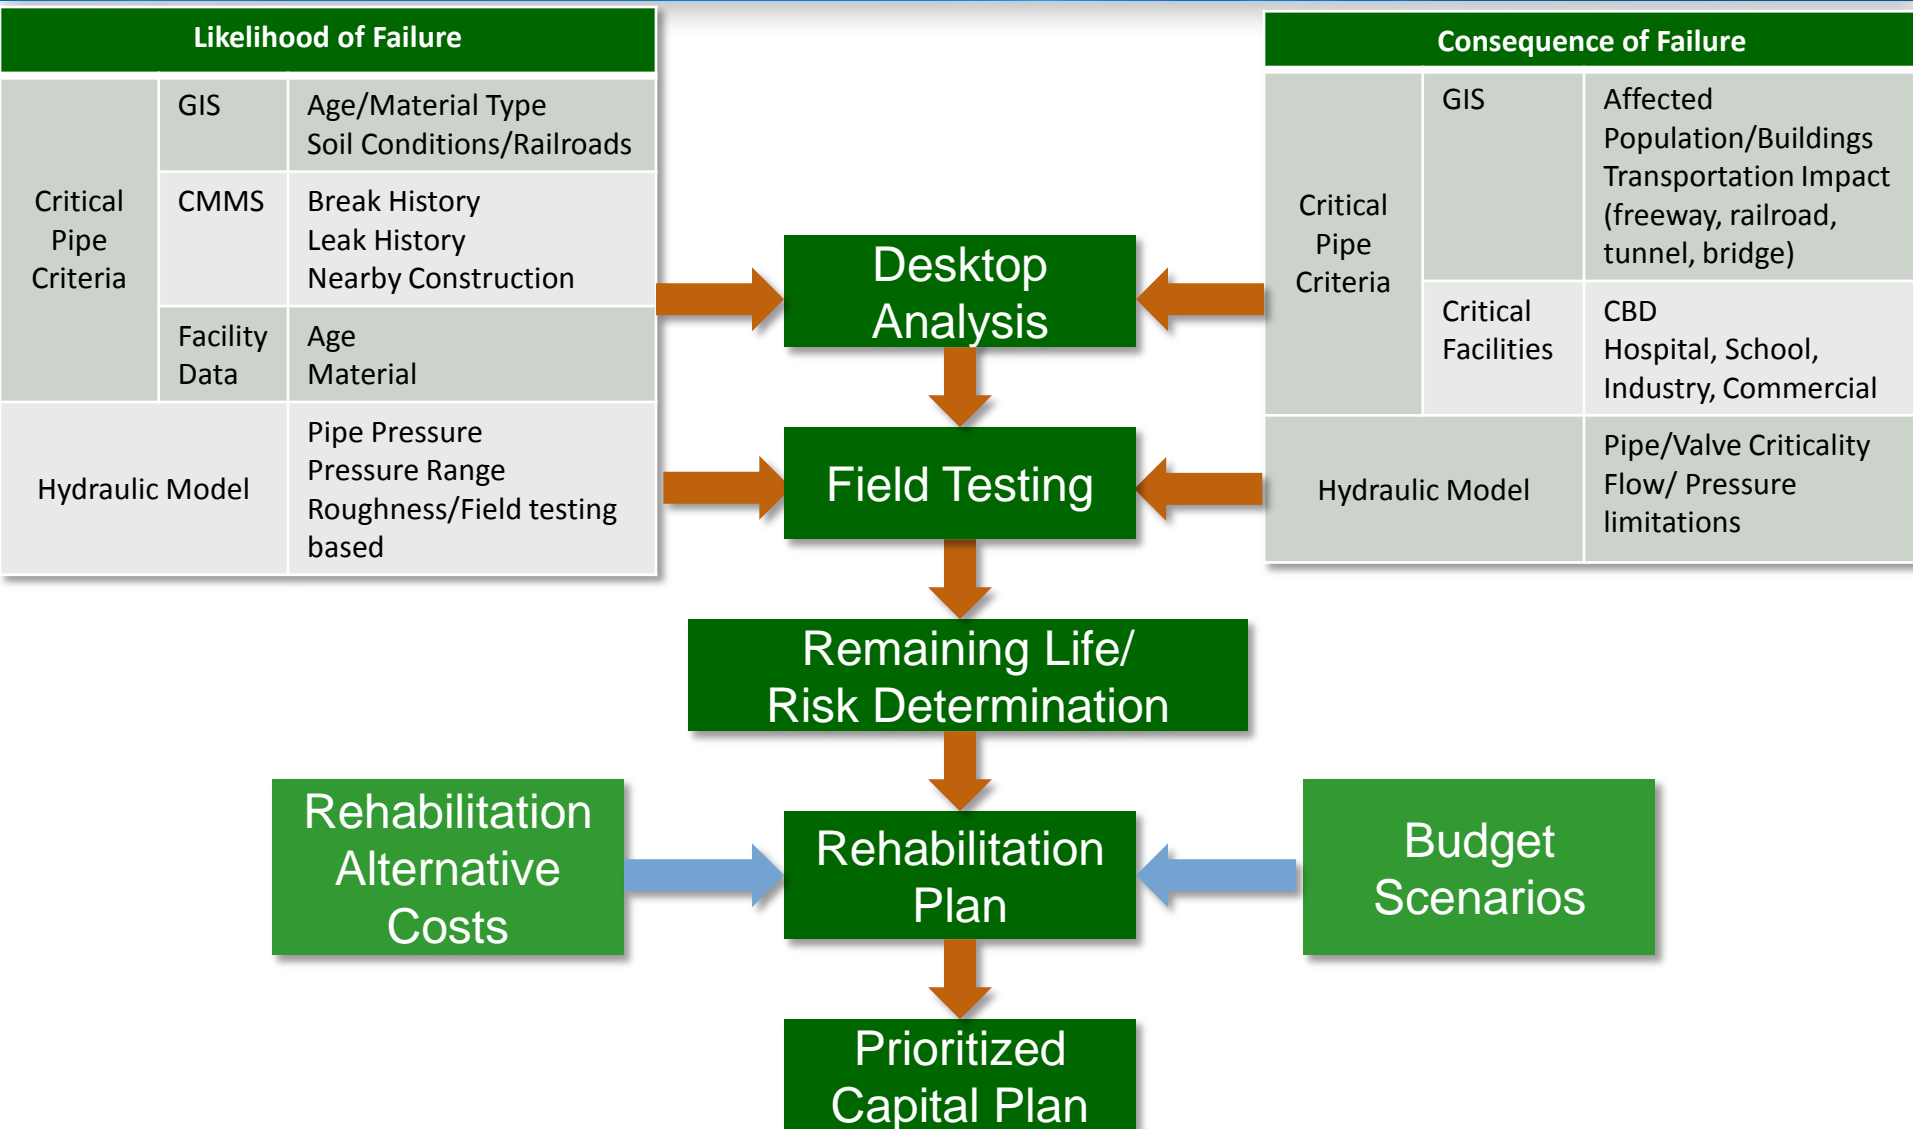 Likelihood of Failure
Critical
Pipe
Criteria
GIS
Age/Material Type
Soil Conditions/Railroads
CMMS
Break History
Leak History
Nearby Construction
Facility
Data
Age
Material
Hydraulic Model
Pipe Pressure
Pressure Range
Roughness/Field testing
based
Consequence of Failure
Critical
Pipe
Criteria
GIS
Affected
Population/Buildings
Transportation Impact
(freeway, railroad,
tunnel, bridge)
Critical
Facilities
CBD
Hospital, School,
Industry, Commercial
Hydraulic Model
Pipe/Valve Criticality
Flow/ Pressure
limitations
Desktop
Analysis
Field Testing
Remaining Life/
Risk Determination
Rehabilitation
Alternative
Costs
Rehabilitation
Plan
Budget
Scenarios
Prioritized
Capital Plan